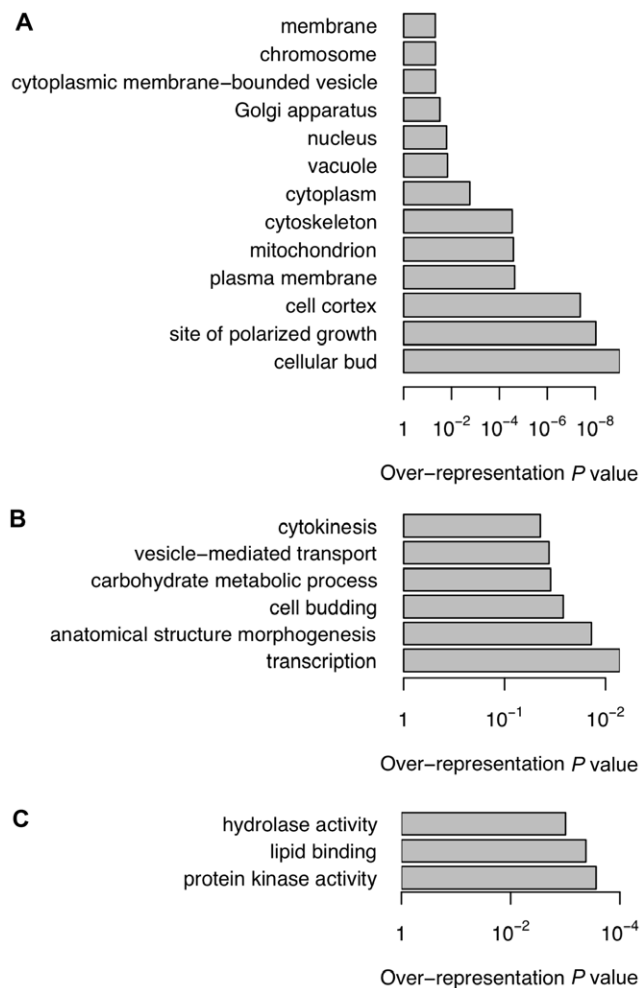 A
membrane
chromosome
cytoplasmic membrane−bounded vesicle
Golgi apparatus
nucleus
vacuole
cytoplasm
cytoskeleton
mitochondrion
plasma membrane
cell cortex
site of polarized growth
cellular bud
1 10⁻² 10⁻⁴ 10⁻⁶ 10⁻⁸
Over−representation P value
B
cytokinesis
vesicle−mediated transport
carbohydrate metabolic process
cell budding
anatomical structure morphogenesis
transcription
1 10⁻¹ 10⁻²
Over−representation P value
C
hydrolase activity
lipid binding
protein kinase activity
1 10⁻² 10⁻⁴
Over−representation P value